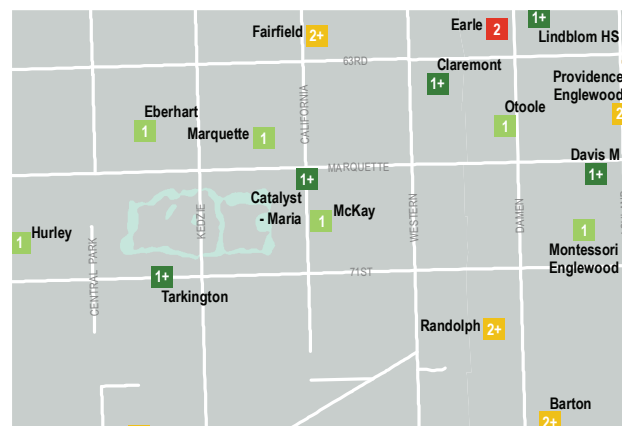 Fairfield 2+
Earle 2
1+
Lindblom HS
63RD
Claremont
1+
Providence
Englewood
2
Eberhart
1
Marquette 1
CALIFORNIA
Otoole
1
MARQUETTE
Davis M
1+
1+
Catalyst
- Maria
McKay
1
KEDZIE
WESTERN
DAMEN
Hurley
1
Montessori
Englewood
1
CENTRAL PARK
71ST
1+
Tarkington
Randolph 2+
Barton
2+